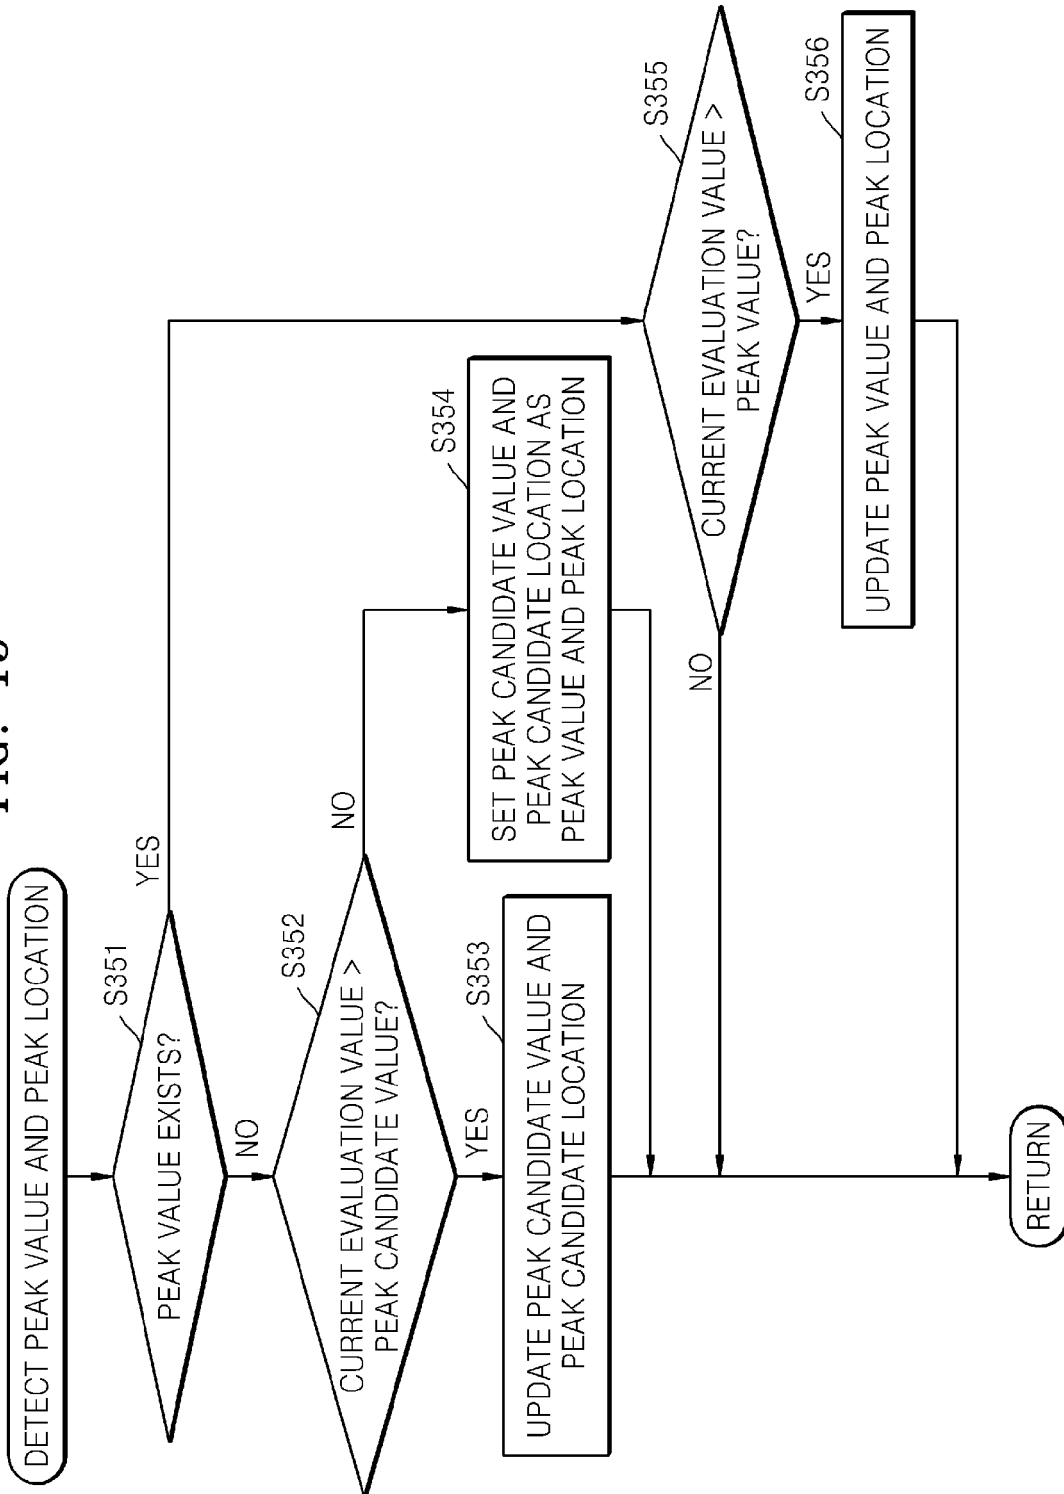 FIG.
DETECT PEAK VALUE AND PEAK LOCATION
S351
PEAK VALUE EXISTS?
YES
NO
S352
CURRENT EVALUATION VALUE >
PEAK CANDIDATE VALUE?
NO
YES
S353
UPDATE PEAK CANDIDATE VALUE AND
PEAK CANDIDATE LOCATION
S354
SET PEAK CANDIDATE VALUE AND
PEAK CANDIDATE LOCATION AS
PEAK VALUE AND PEAK LOCATION
S355
CURRENT EVALUATION VALUE >
PEAK VALUE?
NO
YES
S356
UPDATE PEAK VALUE AND PEAK LOCATION
RETURN